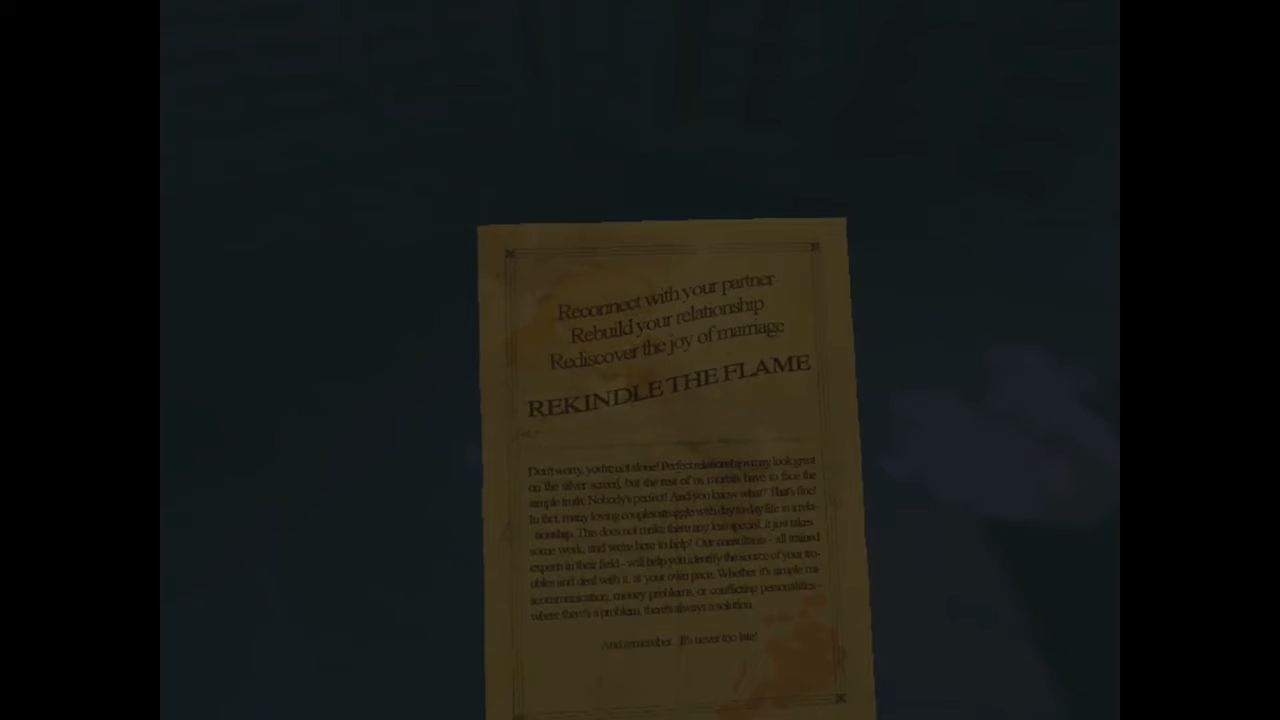 Reconnect with your partner
Rebuild your relationship
Rediscover the joy of marriage
REKINDLE THE FLAME
Don't worry, you're not alone! Perfect relationships may look great
on the silver screen, but the rest of us mortals have to face the
simple truth: Nobody's perfect! And you know what? That's fine!
In fact, many loving couples struggle with day to day life in a rela-
tionship. This does not make them any less special, it just takes
some work, and we're here to help! Our consultants - all trained
experts in their field - will help you identify the source of your tro-
ubles and deal with it, at your own pace. Whether it's simple mi-
scommunication, money problems, or conflicting personalities -
where there's a problem, there's always a solution.
And remember... It's never too late!